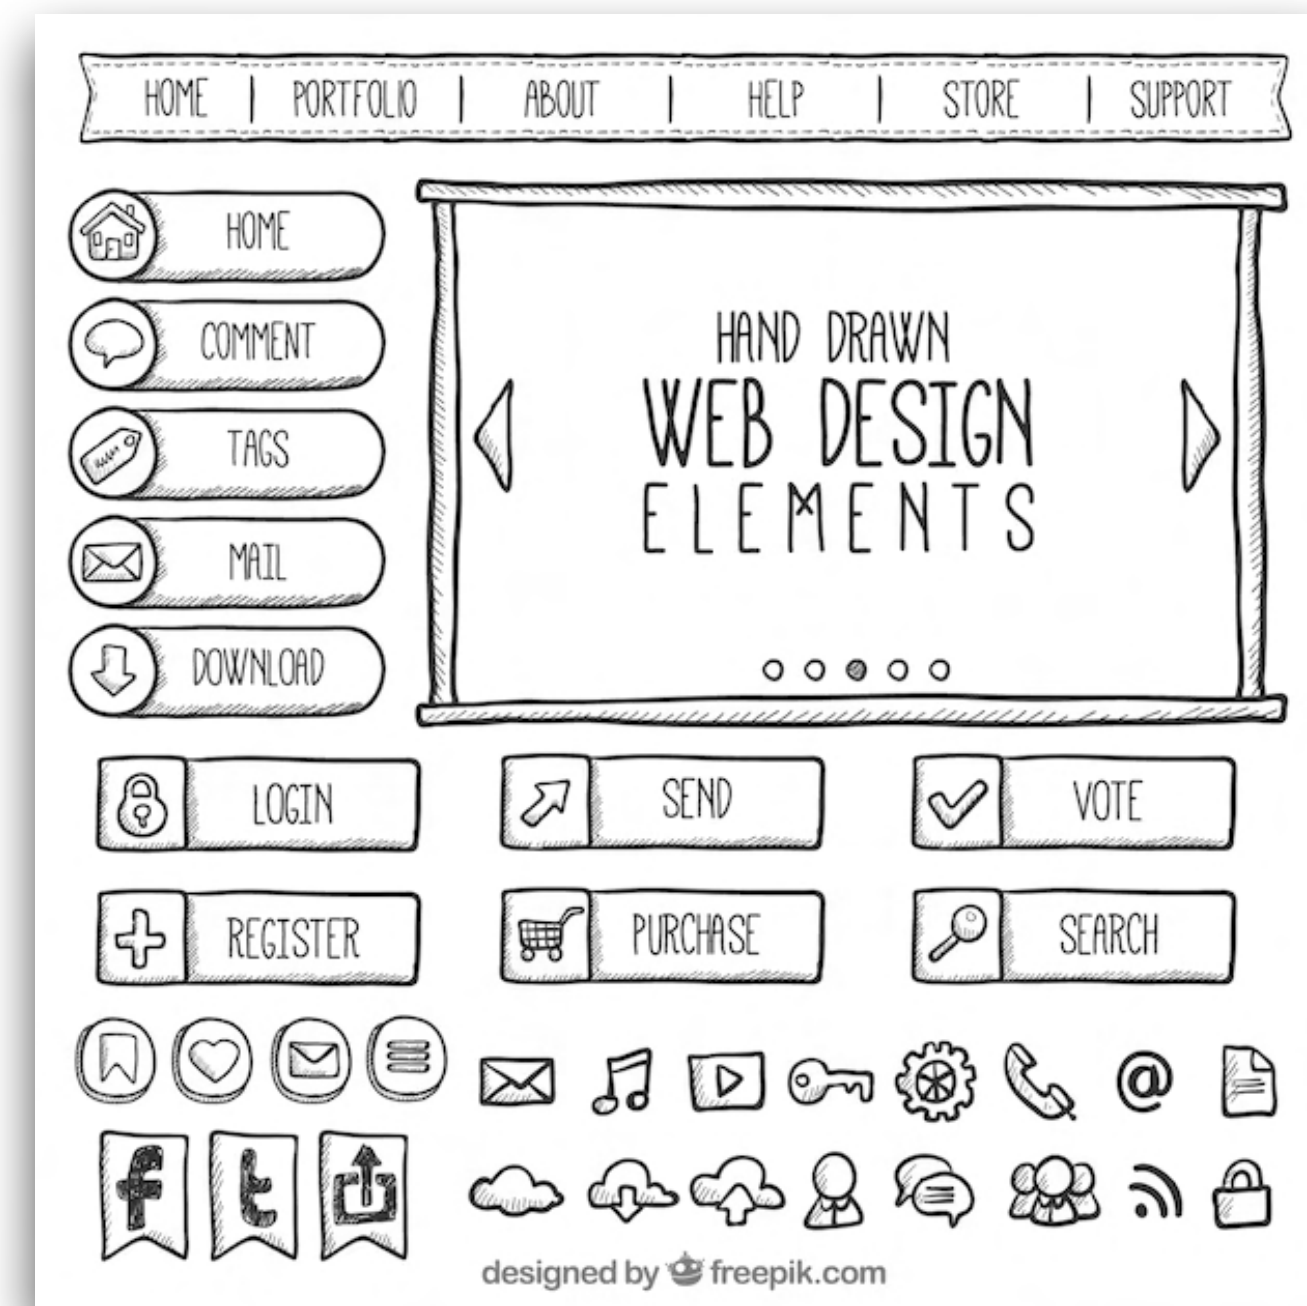 HOME | PORTFOLIO | ABOUT | HELP | STORE | SUPPORT
HOME
COMMENT
TAGS
MAIL
DOWNLOAD
HAND DRAWN
WEB DESIGN
ELEMENTS
LOGIN
SEND
VOTE
REGISTER
PURCHASE
SEARCH
@
f
t
designed by freepik.com